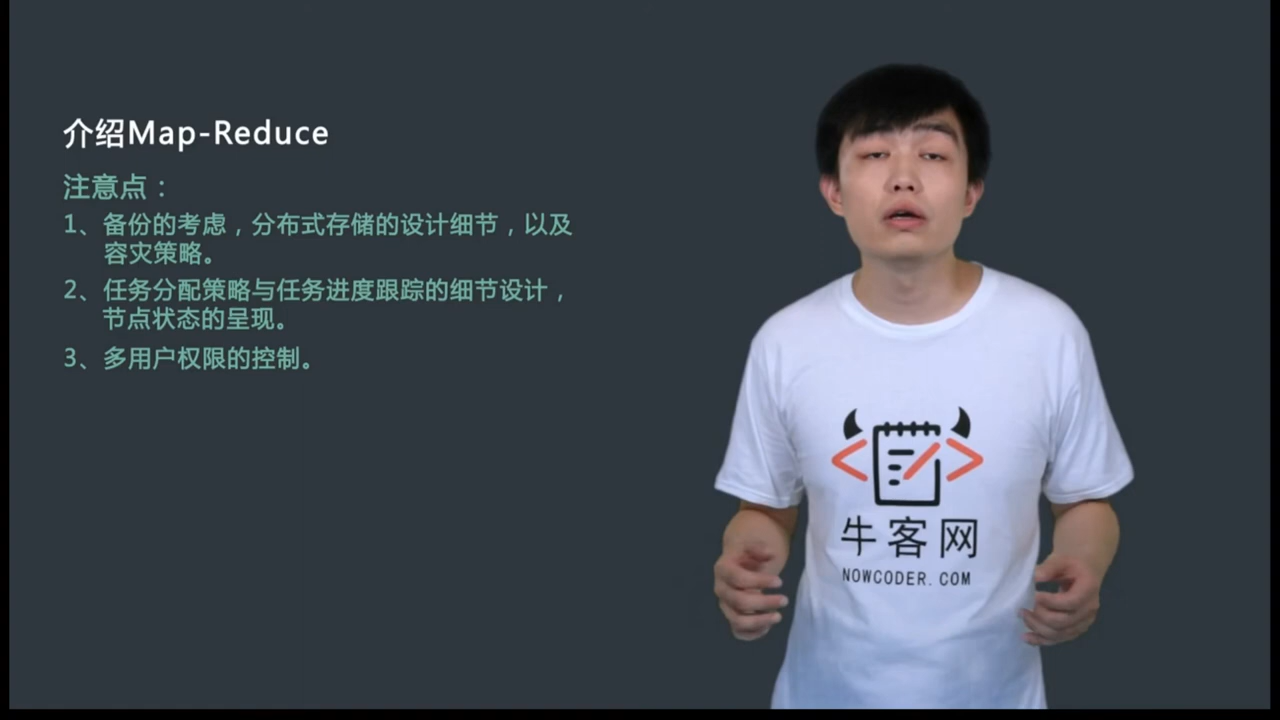 介绍Map-Reduce
注意点：
1、备份的考虑，分布式存储的设计细节，以及
容灾策略。
2、任务分配策略与任务进度跟踪的细节设计，
节点状态的呈现。
3、多用户权限的控制。
牛客网
NOWCODER.COM